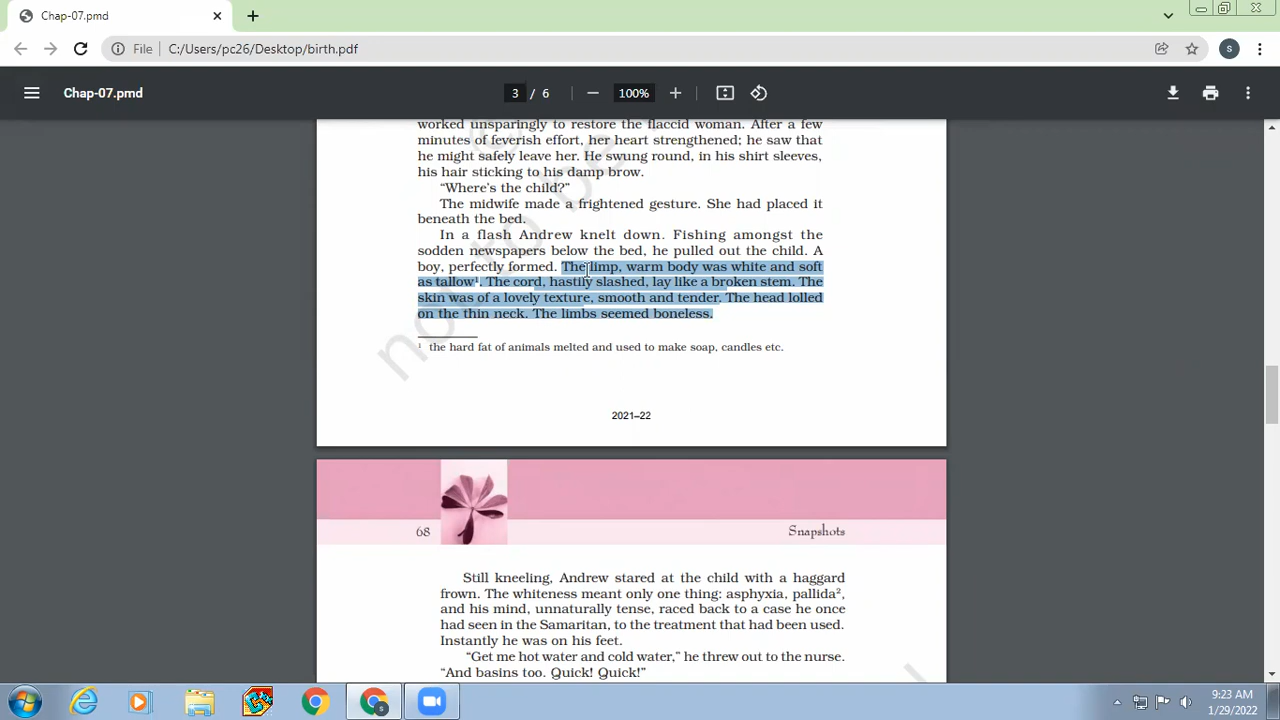 Chap-07.pmd
File C:/Users/pc26/Desktop/birth.pdf
S
Chap-07.pmd
3 / 6
100%
worked unsparingly to restore the flaccid woman. After a few
minutes of feverish effort, her heart strengthened; he saw that
he might safely leave her. He swung round, in his shirt sleeves,
his hair sticking to his damp brow.
“Where’s the child?”
The midwife made a frightened gesture. She had placed it
beneath the bed.
In a flash Andrew knelt down. Fishing amongst the
sodden newspapers below the bed, he pulled out the child. A
boy, perfectly formed. The limp, warm body was white and soft
as tallow¹. The cord, hastily slashed, lay like a broken stem. The
skin was of a lovely texture, smooth and tender. The head lolled
on the thin neck. The limbs seemed boneless.
¹ the hard fat of animals melted and used to make soap, candles etc.
not to be
2021–22
68
Snapshots
Still kneeling, Andrew stared at the child with a haggard
frown. The whiteness meant only one thing: asphyxia, pallida²,
and his mind, unnaturally tense, raced back to a case he once
had seen in the Samaritan, to the treatment that had been used.
Instantly he was on his feet.
“Get me hot water and cold water,” he threw out to the nurse.
“And basins too. Quick! Quick!”
S
9:23 AM
1/29/2022